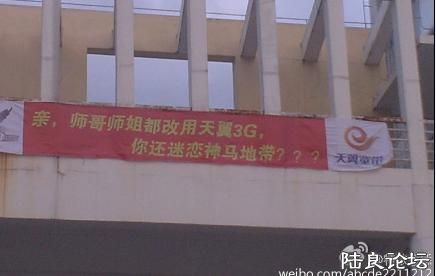 亲，师哥师姐都改用天翼3G，
你还迷恋神马地带？？？
天翼宽带
陆良论坛
weibo.com/abcde2211212